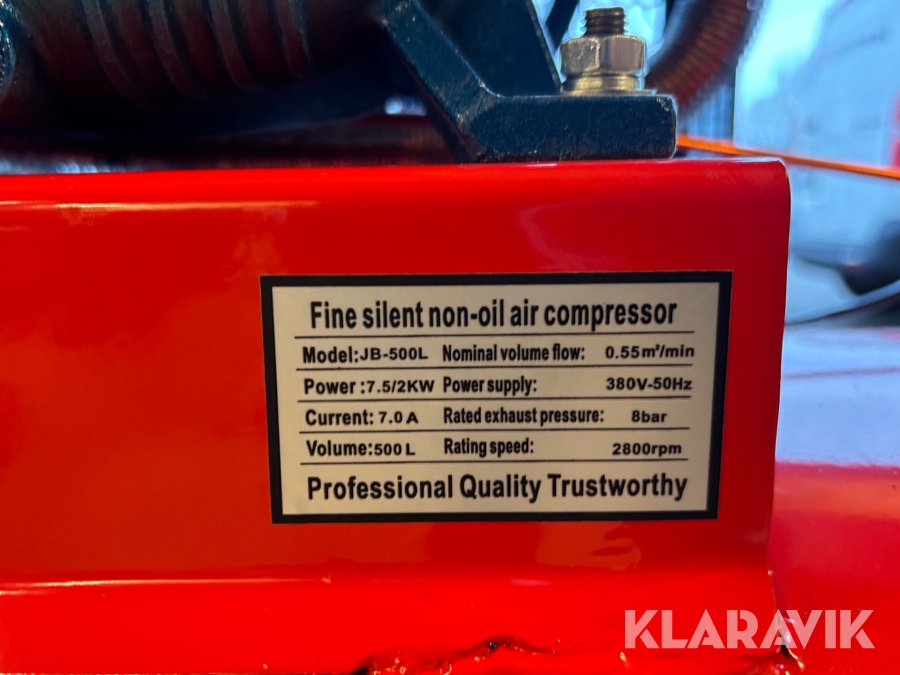 Fine silent non-oil air compressor
Model:JB-500L Nominal volume flow: 0.55m³/min
Power :7.5/2KW Power supply: 380V-50Hz
Current: 7.0 A Rated exhaust pressure: 8bar
Volume:500 L Rating speed: 2800rpm
Professional Quality Trustworthy
KLARAVIK